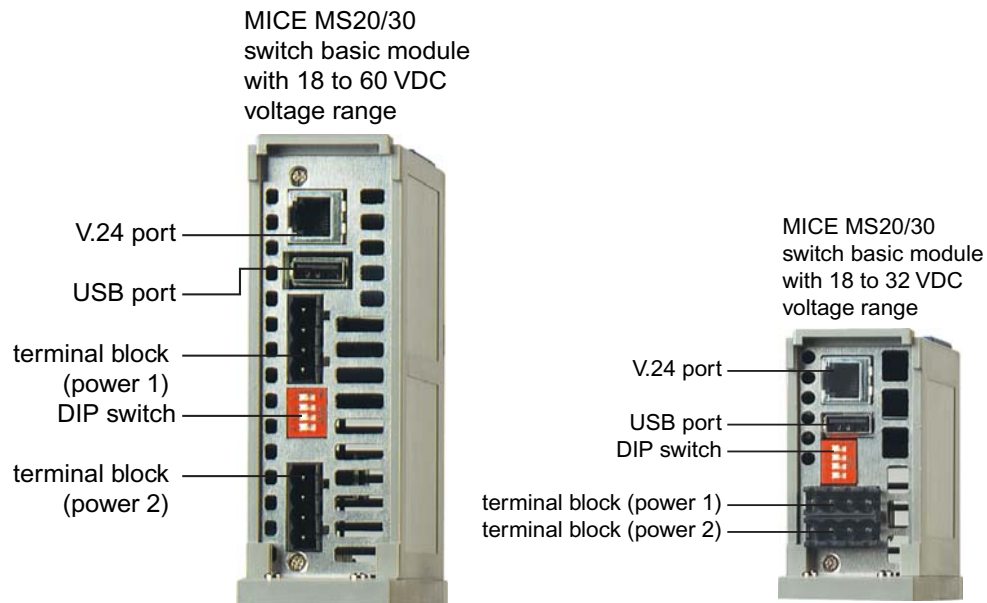 MICE MS20/30
switch basic module
with 18 to 60 VDC
voltage range
V.24 port
USB port
terminal block
(power 1)
DIP switch
terminal block
(power 2)
MICE MS20/30
switch basic module
with 18 to 32 VDC
voltage range
V.24 port
USB port
DIP switch
terminal block (power 1)
terminal block (power 2)